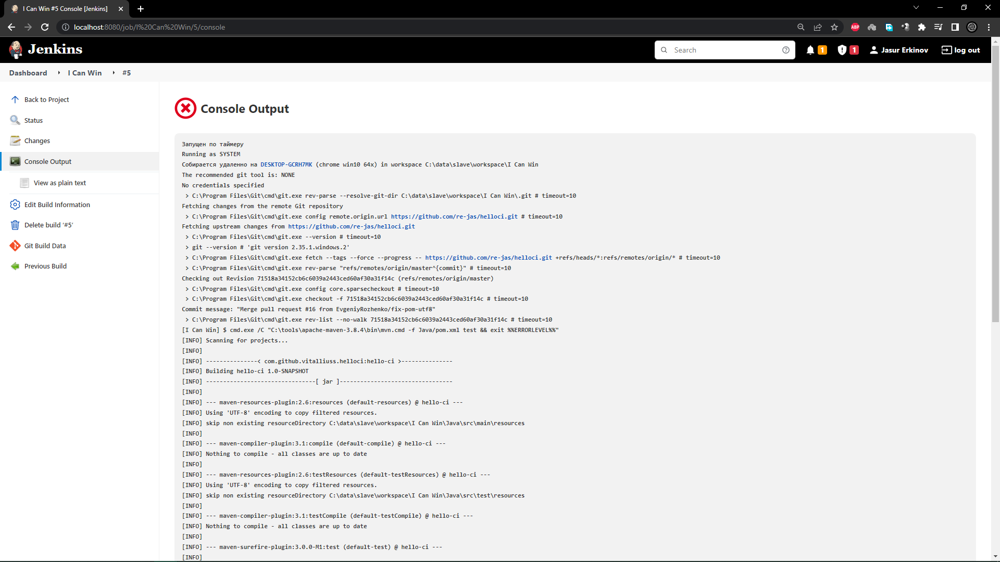 I Can Win #5 Console [Jenkins]
localhost:8080/job/I%20Can%20Win/5/console
ABP
Jenkins
Search
1
1
Jasur Erkinov
log out
Dashboard
I Can Win
#5
Back to Project
Status
Changes
Console Output
View as plain text
Edit Build Information
Delete build ‘#5’
Git Build Data
Previous Build
Console Output
Запущен по таймеру
Running as SYSTEM
Собирается удаленно на DESKTOP-GCRH7MK (chrome win10 64x) in workspace C:\data\slave\workspace\I Can Win
The recommended git tool is: NONE
No credentials specified
> C:\Program Files\Git\cmd\git.exe rev-parse --resolve-git-dir C:\data\slave\workspace\I Can Win\.git # timeout=10
Fetching changes from the remote Git repository
> C:\Program Files\Git\cmd\git.exe config remote.origin.url https://github.com/re-jas/helloci.git # timeout=10
Fetching upstream changes from https://github.com/re-jas/helloci.git
> C:\Program Files\Git\cmd\git.exe --version # timeout=10
> git --version # 'git version 2.35.1.windows.2'
> C:\Program Files\Git\cmd\git.exe fetch --tags --force --progress -- https://github.com/re-jas/helloci.git +refs/heads/*:refs/remotes/origin/* # timeout=10
> C:\Program Files\Git\cmd\git.exe rev-parse "refs/remotes/origin/master^{commit}" # timeout=10
Checking out Revision 71518a34152cb6c6039a2443ced60af30a31f14c (refs/remotes/origin/master)
> C:\Program Files\Git\cmd\git.exe config core.sparsecheckout # timeout=10
> C:\Program Files\Git\cmd\git.exe checkout -f 71518a34152cb6c6039a2443ced60af30a31f14c # timeout=10
Commit message: "Merge pull request #16 from EvgeniyRozhenko/fix-pom-utf8"
> C:\Program Files\Git\cmd\git.exe rev-list --no-walk 71518a34152cb6c6039a2443ced60af30a31f14c # timeout=10
[I Can Win] $ cmd.exe /C "C:\tools\apache-maven-3.8.4\bin\mvn.cmd -f Java/pom.xml test && exit %%ERRORLEVEL%%"
[INFO] Scanning for projects...
[INFO]
[INFO] ---------------< com.github.vitalliuss.helloci:hello-ci >---------------
[INFO] Building hello-ci 1.0-SNAPSHOT
[INFO] --------------------------------[ jar ]---------------------------------
[INFO]
[INFO] --- maven-resources-plugin:2.6:resources (default-resources) @ hello-ci ---
[INFO] Using 'UTF-8' encoding to copy filtered resources.
[INFO] skip non existing resourceDirectory C:\data\slave\workspace\I Can Win\Java\src\main\resources
[INFO]
[INFO] --- maven-compiler-plugin:3.1:compile (default-compile) @ hello-ci ---
[INFO] Nothing to compile - all classes are up to date
[INFO]
[INFO] --- maven-resources-plugin:2.6:testResources (default-testResources) @ hello-ci ---
[INFO] Using 'UTF-8' encoding to copy filtered resources.
[INFO] skip non existing resourceDirectory C:\data\slave\workspace\I Can Win\Java\src\test\resources
[INFO]
[INFO] --- maven-compiler-plugin:3.1:testCompile (default-testCompile) @ hello-ci ---
[INFO] Nothing to compile - all classes are up to date
[INFO]
[INFO] --- maven-surefire-plugin:3.0.0-M1:test (default-test) @ hello-ci ---
[INFO]